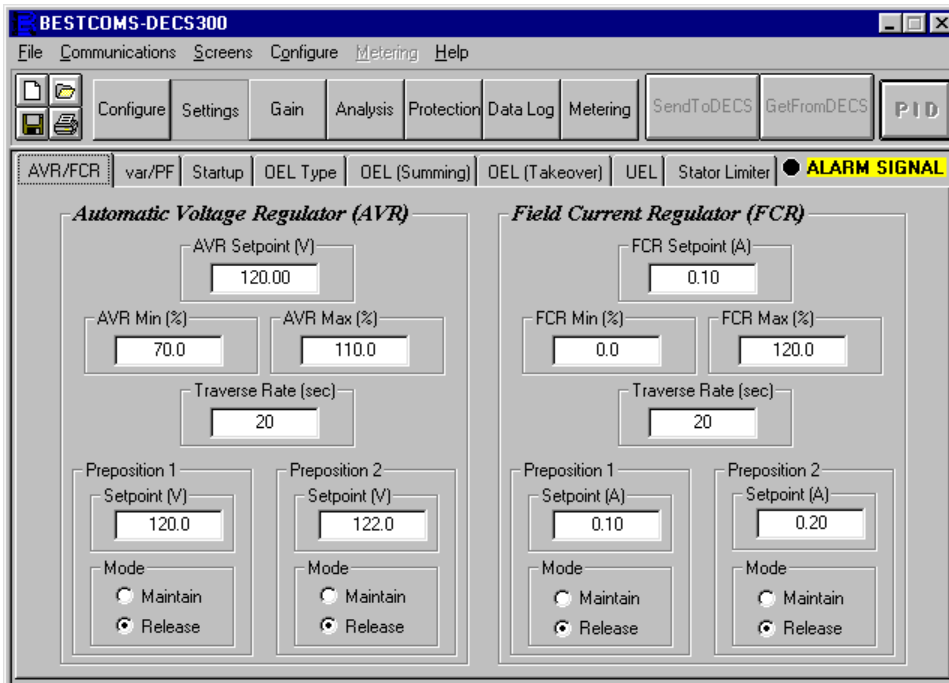 BESTCOMS-DECS300
File Communications Screens Configure Metering Help
Configure Settings Gain Analysis Protection Data Log Metering SendToDECS GetFromDECS PID
AVR/FCR var/PF Startup OEL Type OEL (Summing) OEL (Takeover) UEL Stator Limiter ALARM SIGNAL
Automatic Voltage Regulator (AVR)
AVR Setpoint (V)
120.00
AVR Min (%) AVR Max (%)
70.0 110.0
Traverse Rate (sec)
20
Preposition 1
Setpoint (V)
120.0
Mode
Maintain
Release
Preposition 2
Setpoint (V)
122.0
Mode
Maintain
Release
Field Current Regulator (FCR)
FCR Setpoint (A)
0.10
FCR Min (%) FCR Max (%)
0.0 120.0
Traverse Rate (sec)
20
Preposition 1
Setpoint (A)
0.10
Mode
Maintain
Release
Preposition 2
Setpoint (A)
0.20
Mode
Maintain
Release